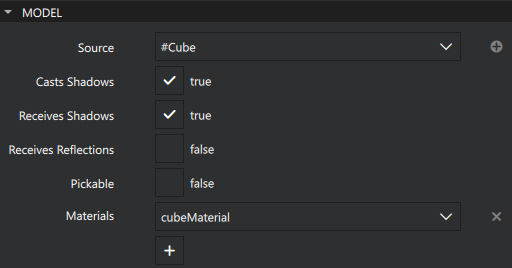 MODEL
Source #Cube
Casts Shadows true
Receives Shadows true
Receives Reflections false
Pickable false
Materials cubeMaterial